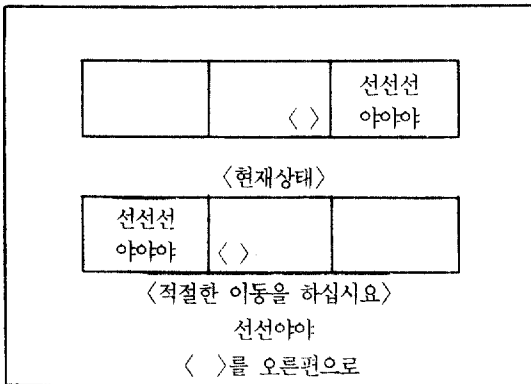 선선선
〈 〉 야야야
〈현재상태〉
선선선
야야야 〈 〉
〈적절한 이동을 하십시요〉
선선야야
〈 〉를 오른편으로